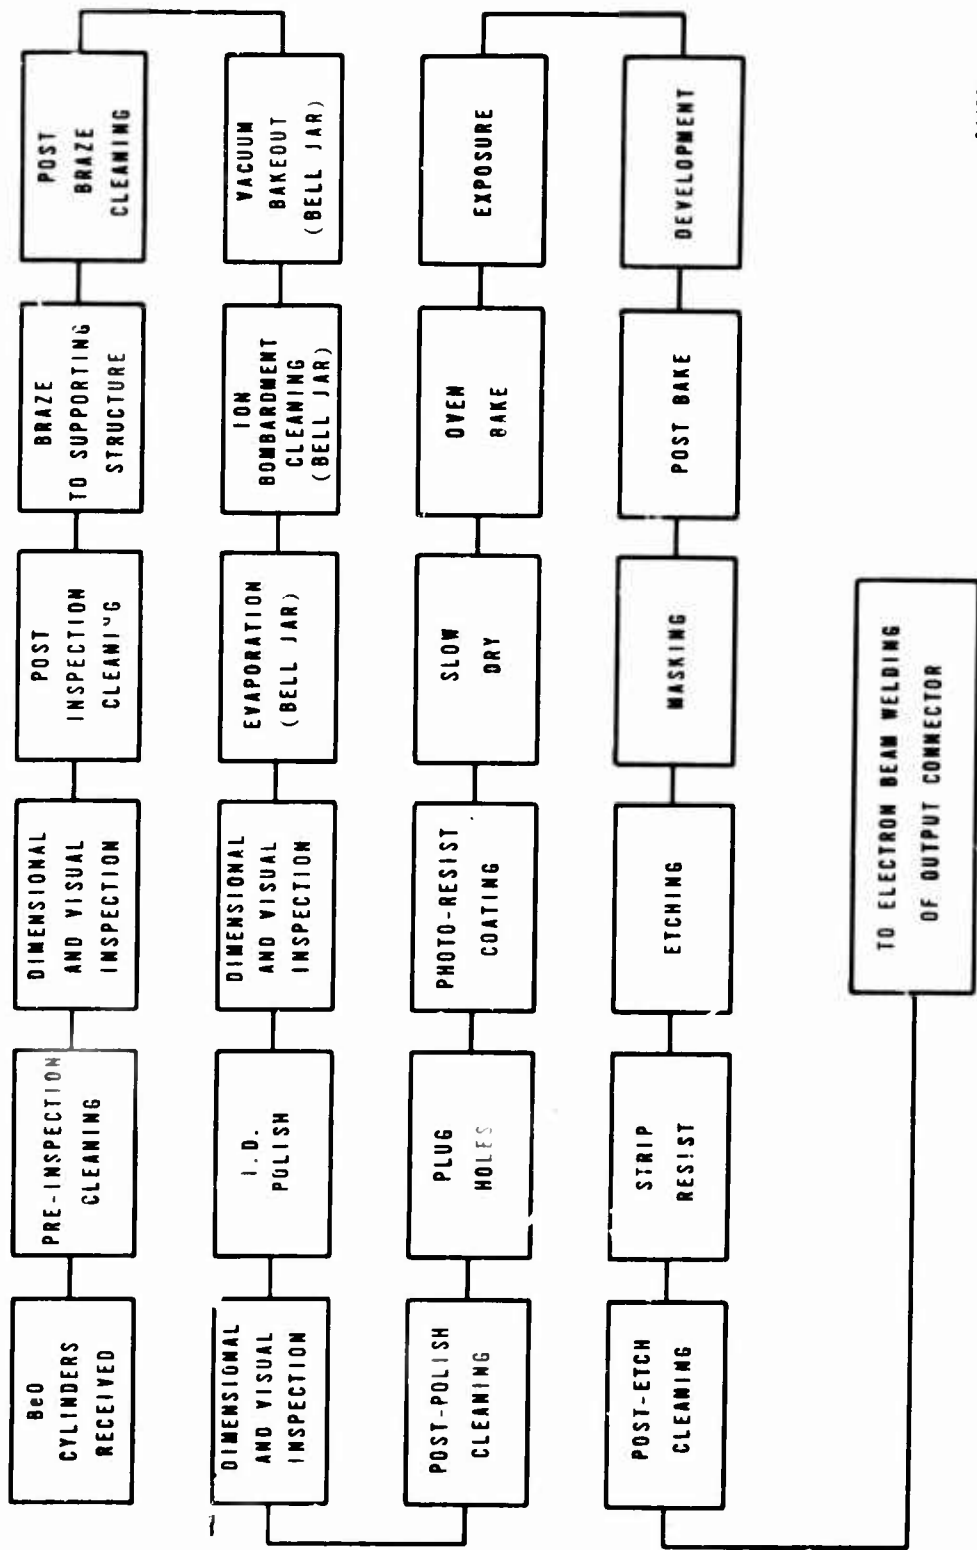 BeO
CYLINDERS
RECEIVED
PRE-INSPECTION
CLEANING
DIMENSIONAL
AND VISUAL
INSPECTION
POST
INSPECTION
CLEANING
BRAZE
TO SUPPORTING
STRUCTURE
POST
BRAZE
CLEANING
VACUUM
BAKEOUT
(BELL JAR)
ION
BOMBARDMENT
CLEANING
(BELL JAR)
EVAPORATION
(BELL JAR)
DIMENSIONAL
AND VISUAL
INSPECTION
I.D.
POLISH
DIMENSIONAL
AND VISUAL
INSPECTION
POST-POLISH
CLEANING
PLUG
HOLES
PHOTO-RESIST
COATING
SLOW
DRY
OVEN
BAKE
EXPOSURE
DEVELOPMENT
POST BAKE
MASKING
ETCHING
STRIP
RESIST
POST-ETCH
CLEANING
TO ELECTRON BEAM WELDING
OF OUTPUT CONNECTOR